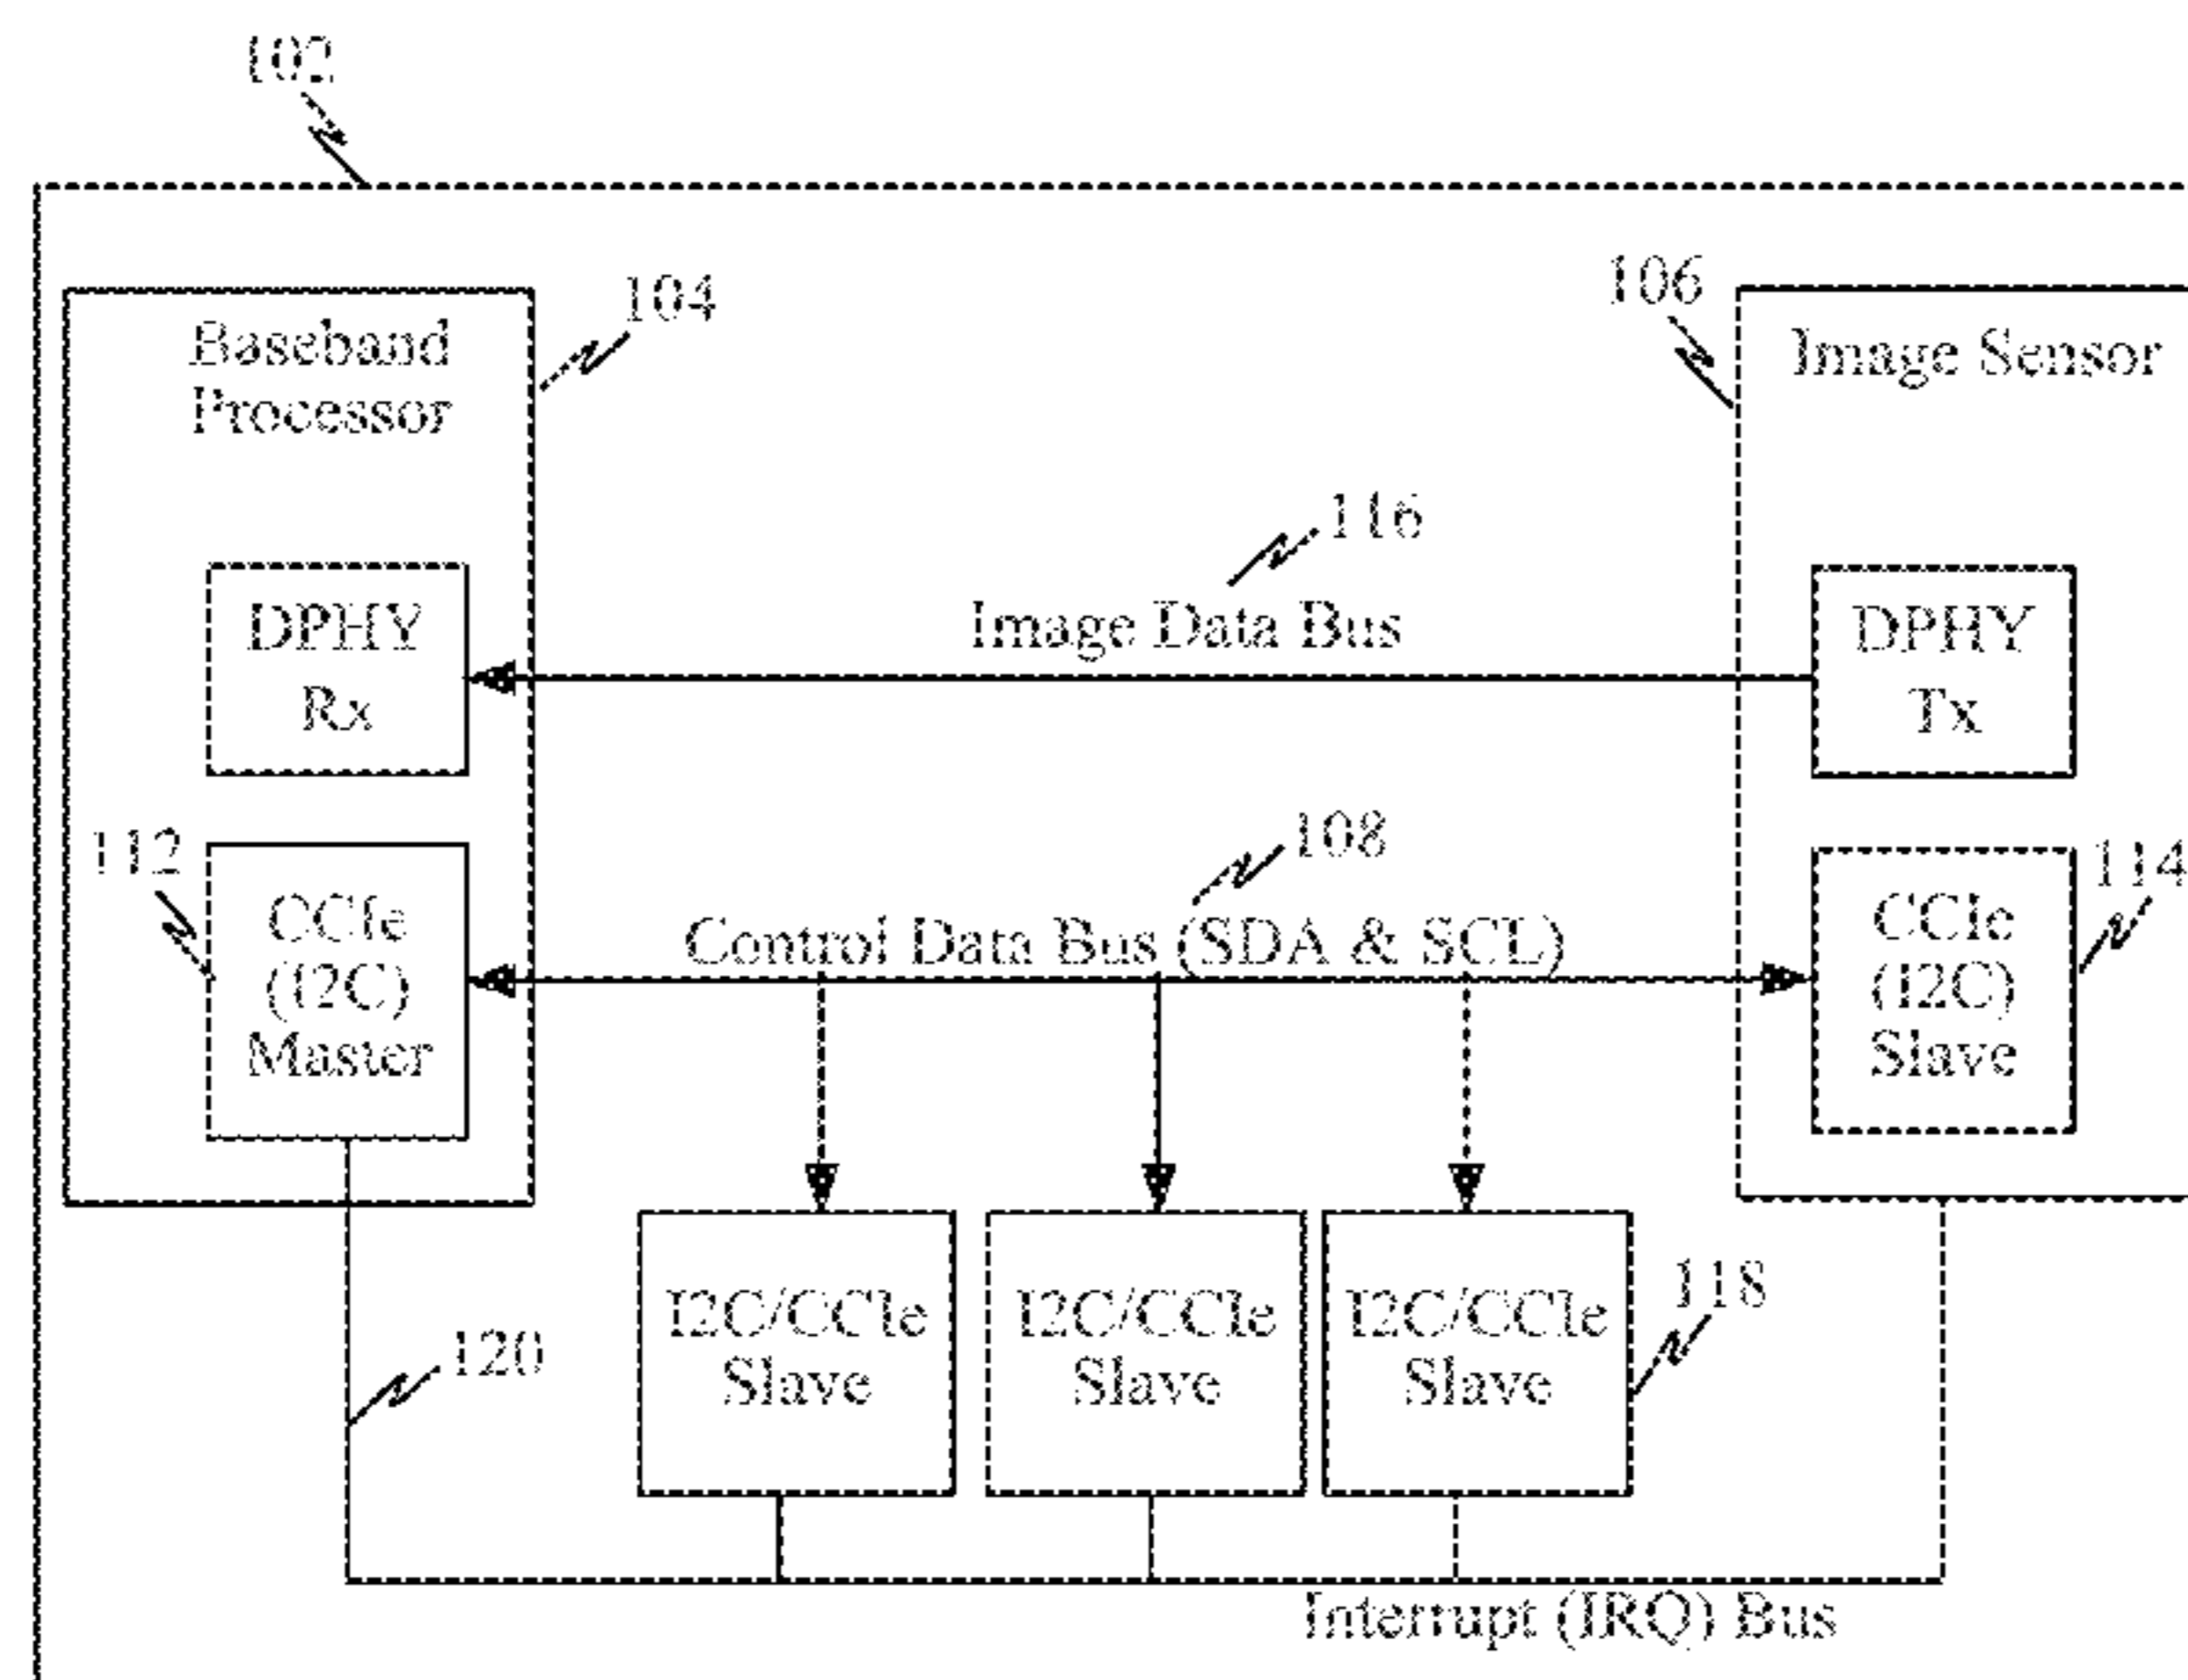 102
104
106
Baseband
Processor
Image Sensor
116
Image Data Bus
DPHY
Rx
DPHY
Tx
112
108
114
CCIe
(I2C)
Master
Control Data Bus (SDA & SCL)
CCIe
(I2C)
Slave
I2C/CCIe
Slave
I2C/CCIe
Slave
I2C/CCIe
Slave
118
120
Interrupt (IRQ) Bus